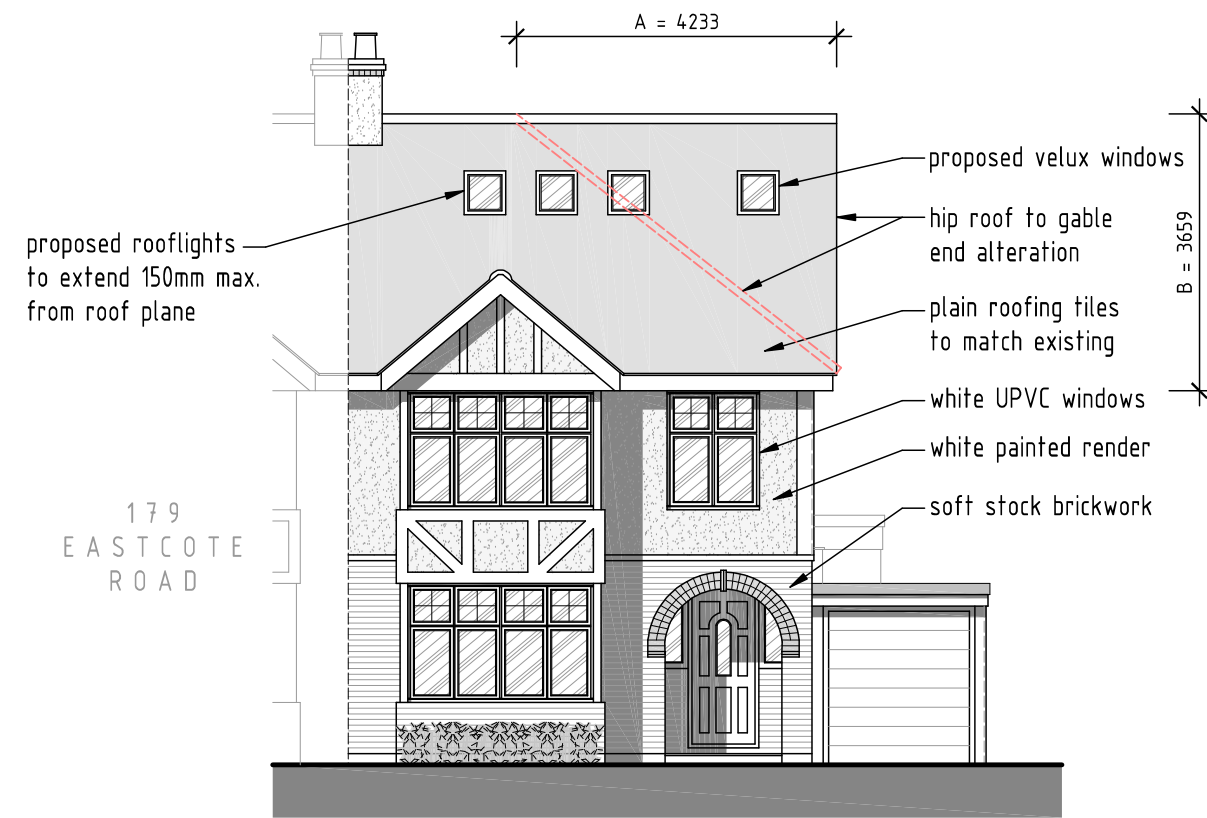 A = 4233
proposed velux windows
hip roof to gable
end alteration
B = 3659
proposed rooflights
to extend 150mm max.
from roof plane
plain roofing tiles
to match existing
white UPVC windows
white painted render
soft stock brickwork
179
EASTCOTE
ROAD